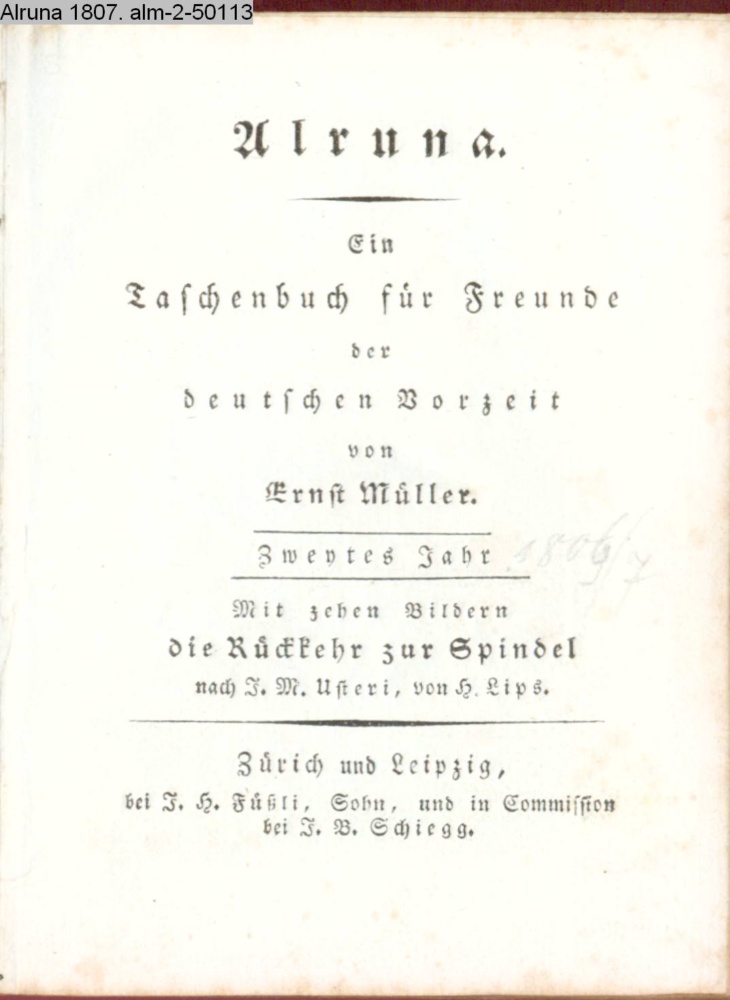 Alruna 1807. alm-2-50113
Alruna.
Ein
Taschenbuch für Freunde
der
deutschen Vorzeit
von
Ernst Müller.
Zweytes Jahr 1806/7
Mit zehen Bildern
die Rückkehr zur Spindel
nach J. M. Usteri, von H. Lips.
Zürich und Leipzig,
bei J. H. Füßli, Sohn, und in Commission
bei J. B. Schiegg.